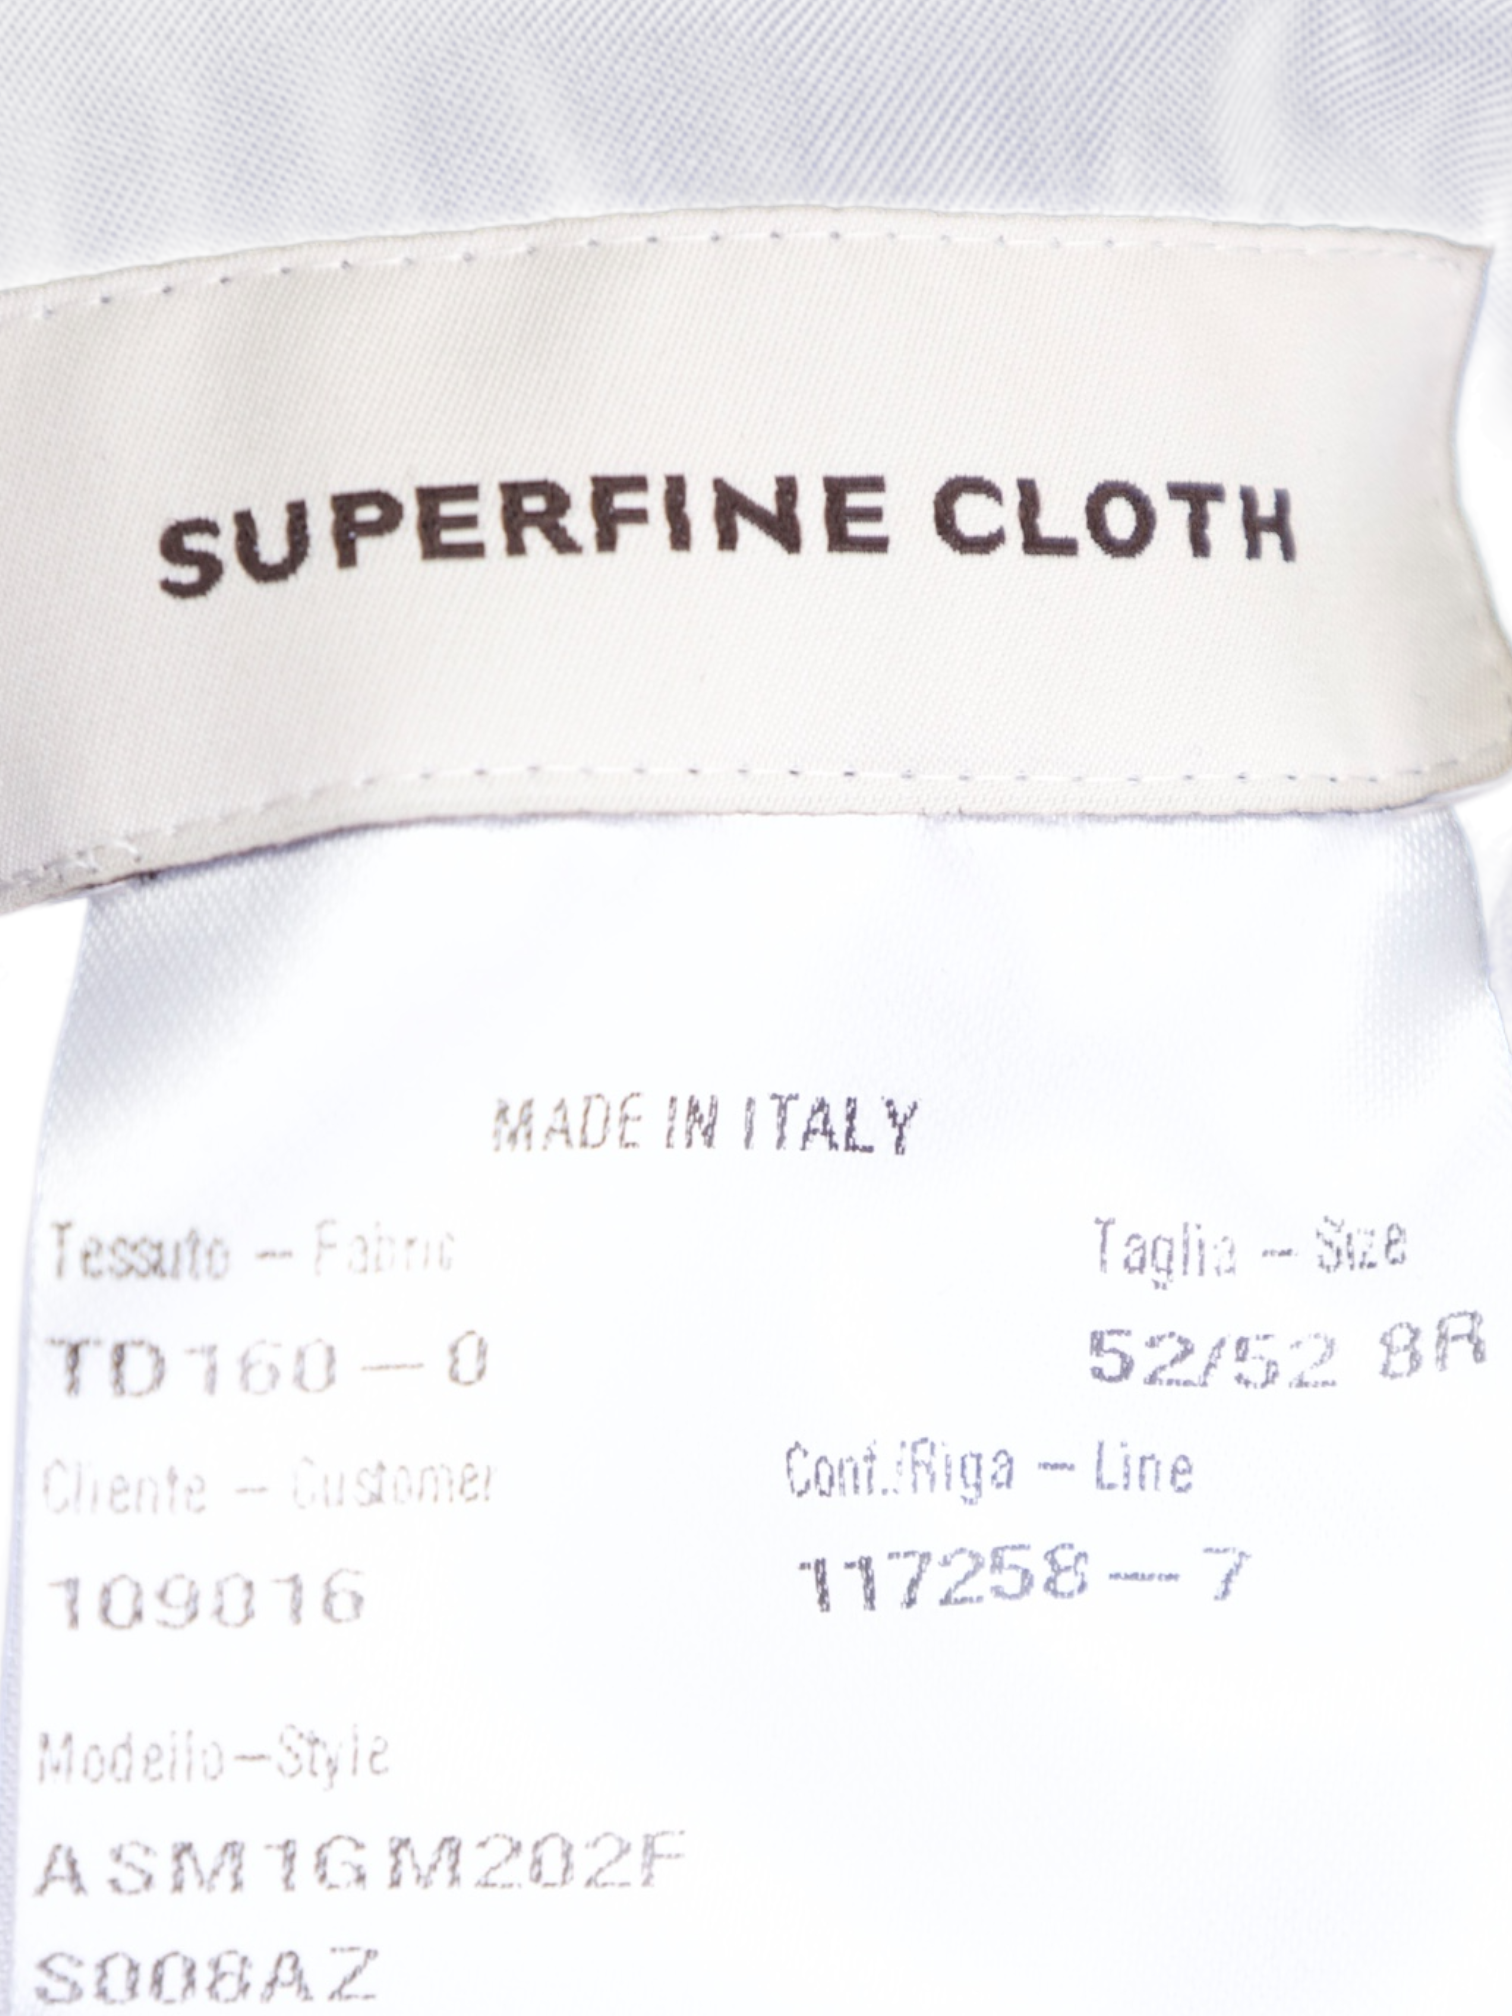 SUPERFINE CLOTH
MADE IN ITALY
Tessuto – Fabric
Taglia – Size
TD160–0
52/52 8R
Cliente – Customer
Conf./Riga – Line
109016
117258–7
Modello–Style
ASM1GM202F
S008AZ